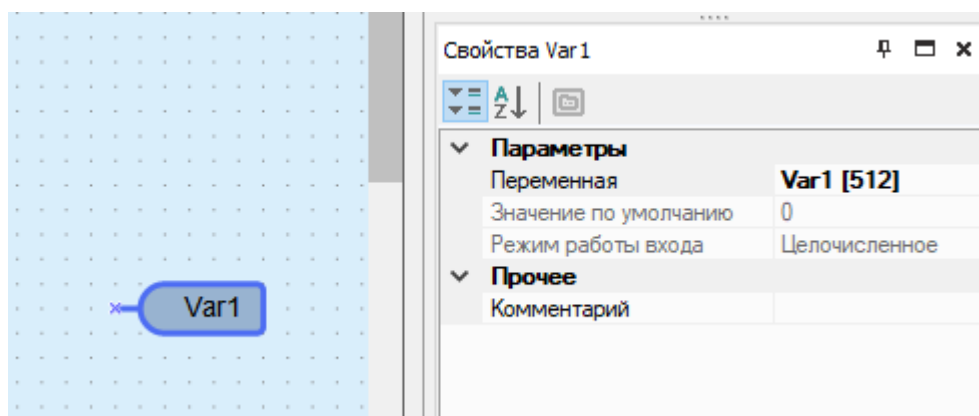 Свойства Var1
Параметры
Переменная Var1 [512]
Значение по умолчанию 0
Режим работы входа Целочисленное
Прочее
Комментарий
Var1